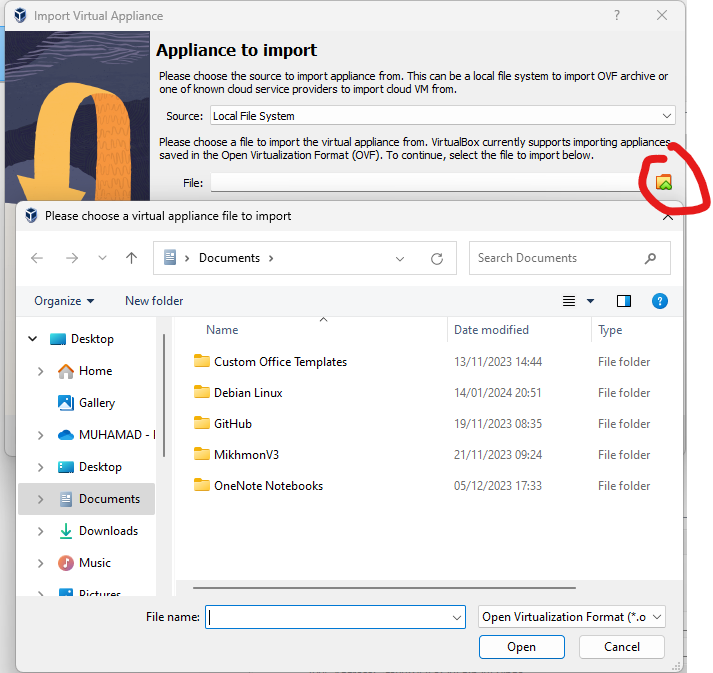 Import Virtual Appliance
Appliance to import
Please choose the source to import appliance from. This can be a local file system to import OVF archive or
one of known cloud service providers to import cloud VM from.
Source: Local File System
Please choose a file to import the virtual appliance from. VirtualBox currently supports importing appliances
saved in the Open Virtualization Format (OVF). To continue, select the file to import below.
File:
Please choose a virtual appliance file to import
Documents
Search Documents
Organize
New folder
Name Date modified Type
Desktop
Home
Gallery
MUHAMAD -
Desktop
Documents
Downloads
Music
Pictures
Custom Office Templates 13/11/2023 14:44 File folder
Debian Linux 14/01/2024 20:51 File folder
GitHub 19/11/2023 08:35 File folder
MikhmonV3 21/11/2023 09:24 File folder
OneNote Notebooks 05/12/2023 17:33 File folder
File name:
Open Virtualization Format (*.o
Open
Cancel